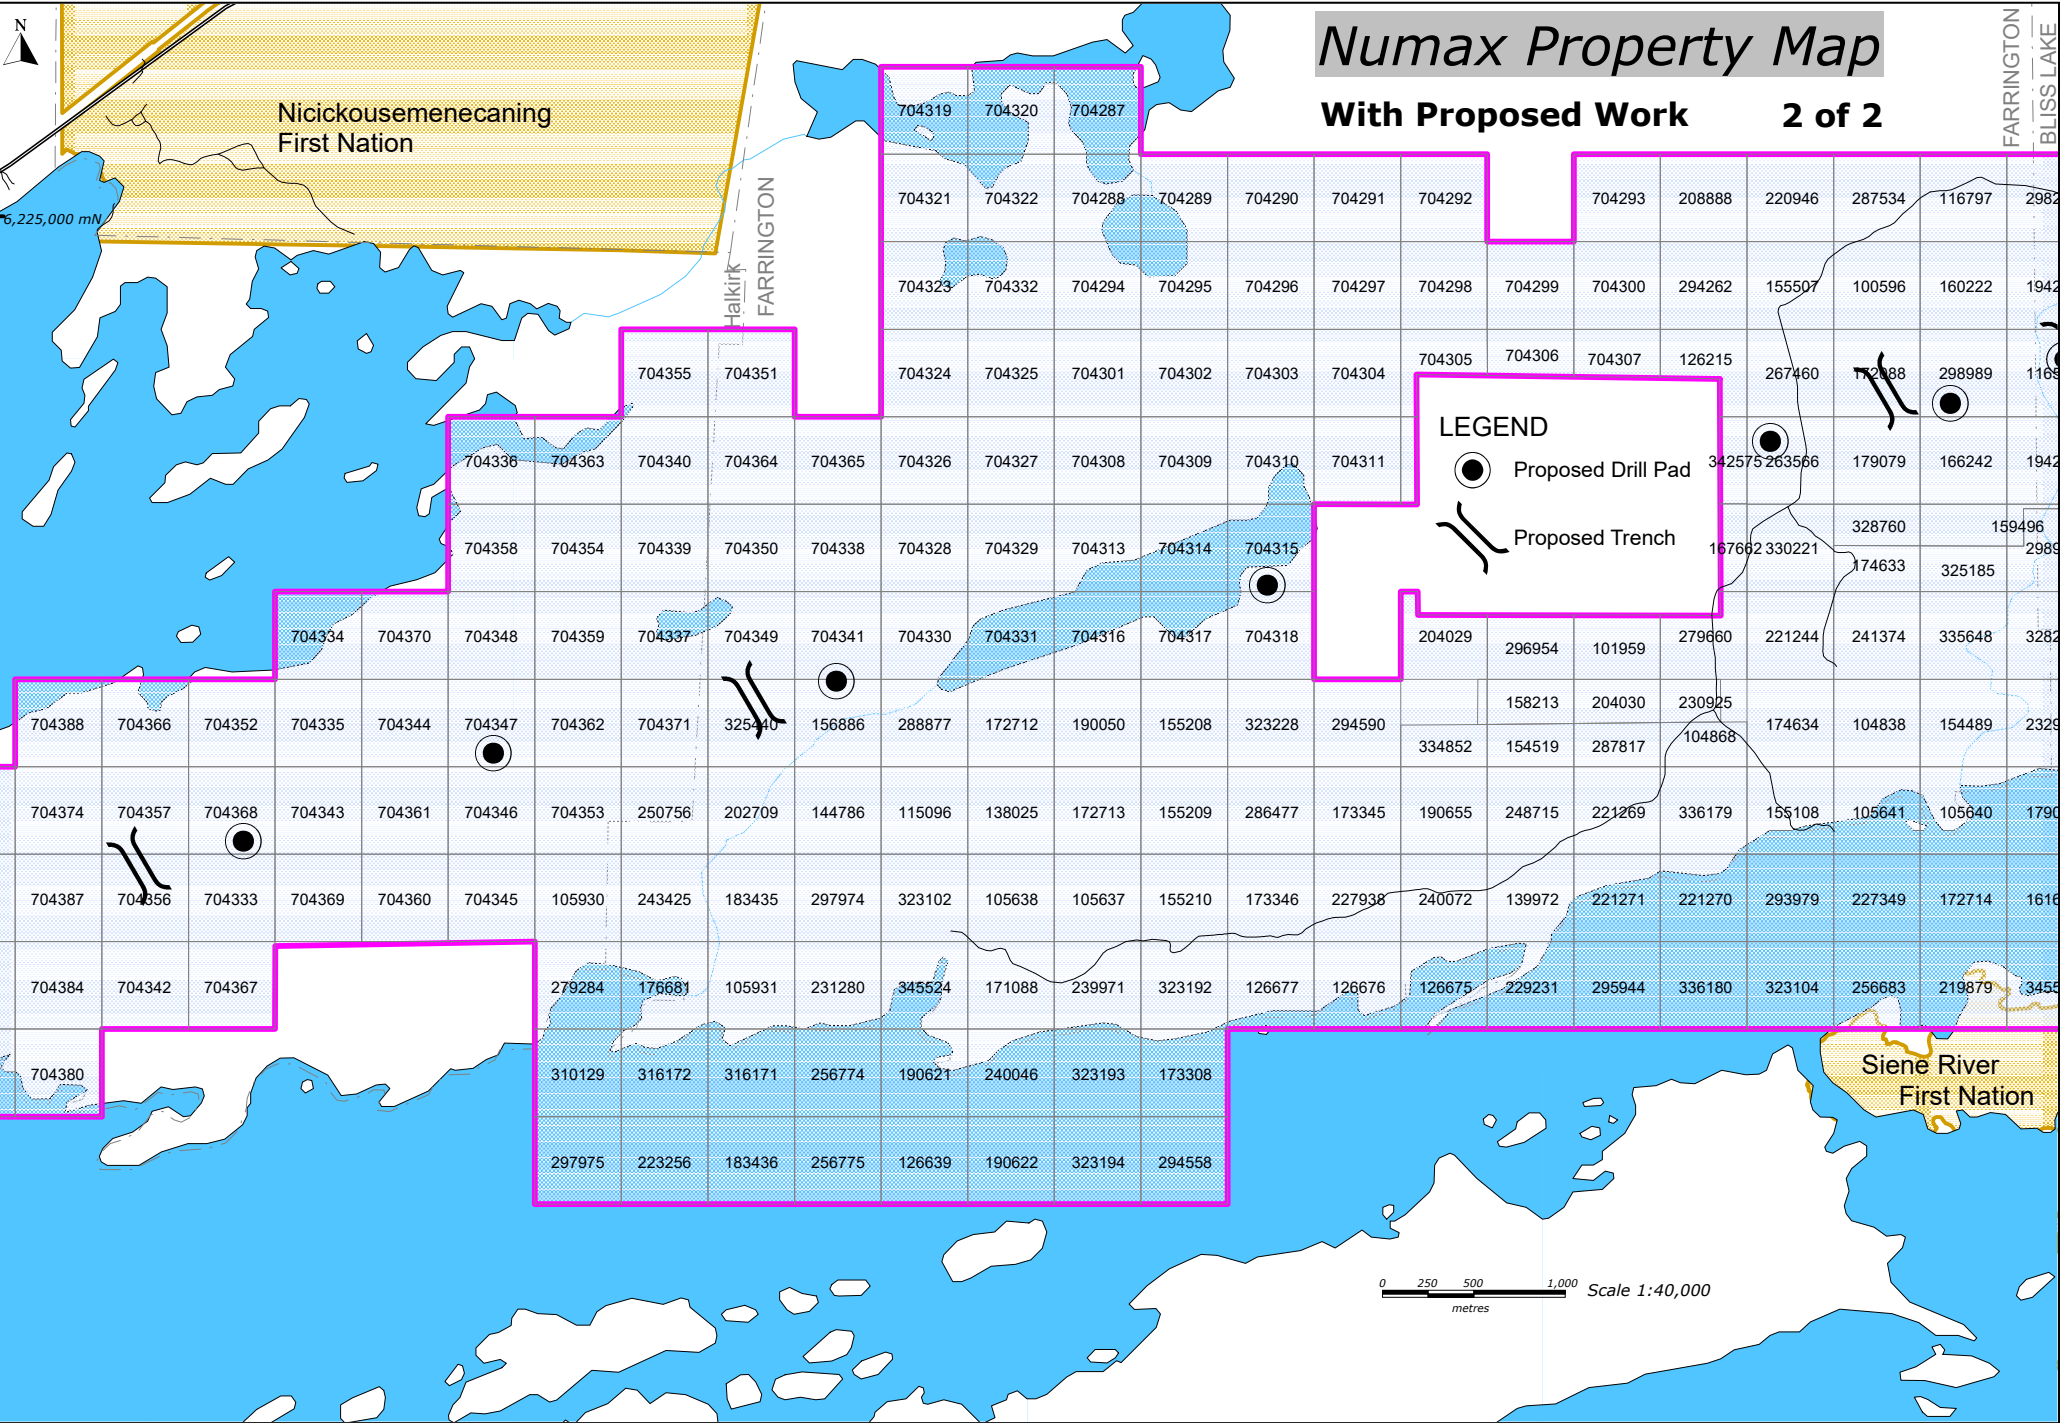 N
Numax Property Map
With Proposed Work 2 of 2
FARRINGTON
BLISS LAKE
Nicickousemenecaning
First Nation
6,225,000 mN
Halkirk
FARRINGTON
704319 704320 704287
704321 704322 704288 704289 704290 704291 704292 704293 208888 220946 287534 116797 2982
704323 704332 704294 704295 704296 704297 704298 704299 704300 294262 155507 100596 160222 1942
704355 704351 704324 704325 704301 704302 704303 704304 704305 704306 704307 126215 267460 172088 298989 1169
LEGEND
Proposed Drill Pad
Proposed Trench
704336 704363 704340 704364 704365 704326 704327 704308 704309 704310 704311 342575 263566 179079 166242 1942
328760 159496
704358 704354 704339 704350 704338 704328 704329 704313 704314 704315 167662 330221 2989
174633 325185
704334 704370 704348 704359 704337 704349 704341 704330 704331 704316 704317 704318 204029 296954 101959 279660 221244 241374 335648 3282
158213 204030 230925
704388 704366 704352 704335 704344 704347 704362 704371 325440 156886 288877 172712 190050 155208 323228 294590 174634 104838 154489 2329
334852 154519 287817 104868
704374 704357 704368 704343 704361 704346 704353 250756 202709 144786 115096 138025 172713 155209 286477 173345 190655 248715 221269 336179 155108 105641 105640 1790
704387 704356 704333 704369 704360 704345 105930 243425 183435 297974 323102 105638 105637 155210 173346 227938 240072 139972 221271 221270 293979 227349 172714 1616
704384 704342 704367 279284 176681 105931 231280 345524 171088 239971 323192 126677 126676 126675 229231 295944 336180 323104 256683 219879 3455
704380 310129 316172 316171 256774 190621 240046 323193 173308
Siene River
First Nation
297975 223256 183436 256775 126639 190622 323194 294558
0 250 500 1,000
metres
Scale 1:40,000